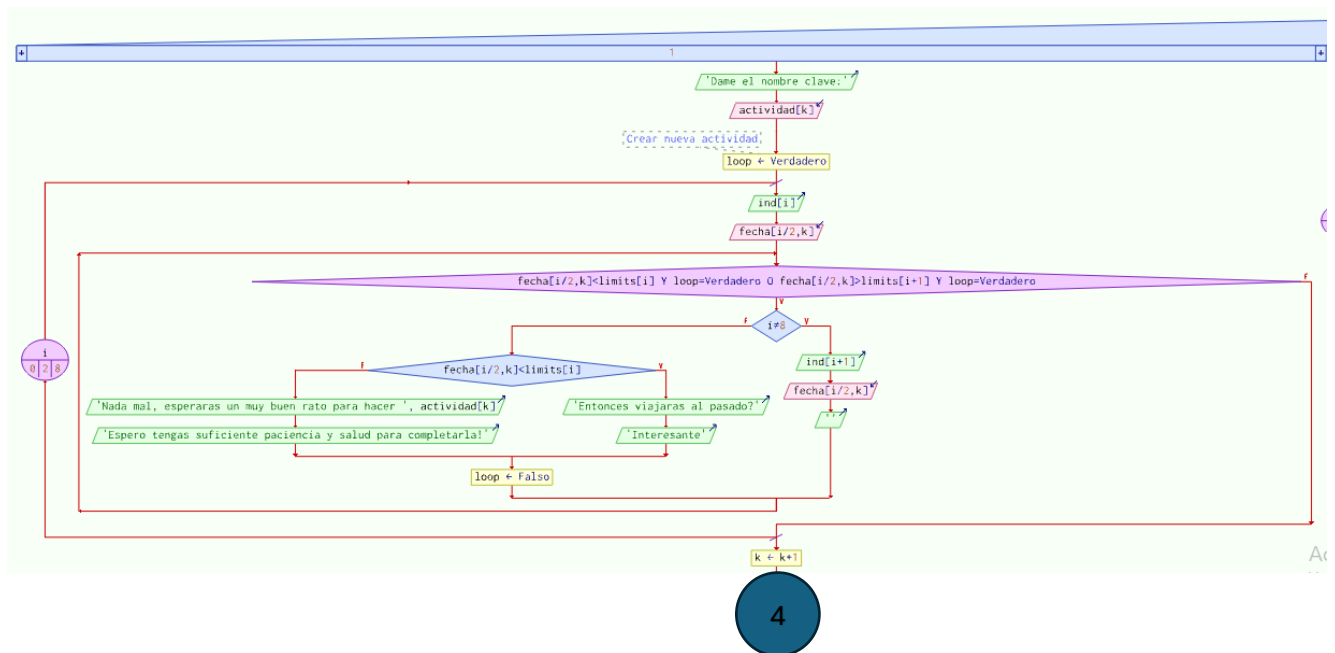 + 1 +
'Dame el nombre clave:'
actividad[k]
Crear nueva actividad
loop ← Verdadero
ind[i]
fecha[i/2,k]
fecha[i/2,k]<limits[i] Y loop=Verdadero O fecha[i/2,k]>limits[i+1] Y loop=Verdadero
F
V
F i≠8 V
i
0 2 8
ind[i+1]
F fecha[i/2,k]<limits[i] V
fecha[i/2,k]
'Nada mal, esperaras un muy buen rato para hacer ', actividad[k]
'Entonces viajaras al pasado?'
''
'Espero tengas suficiente paciencia y salud para completarla!'
'Interesante'
loop ← Falso
k ← k+1
4